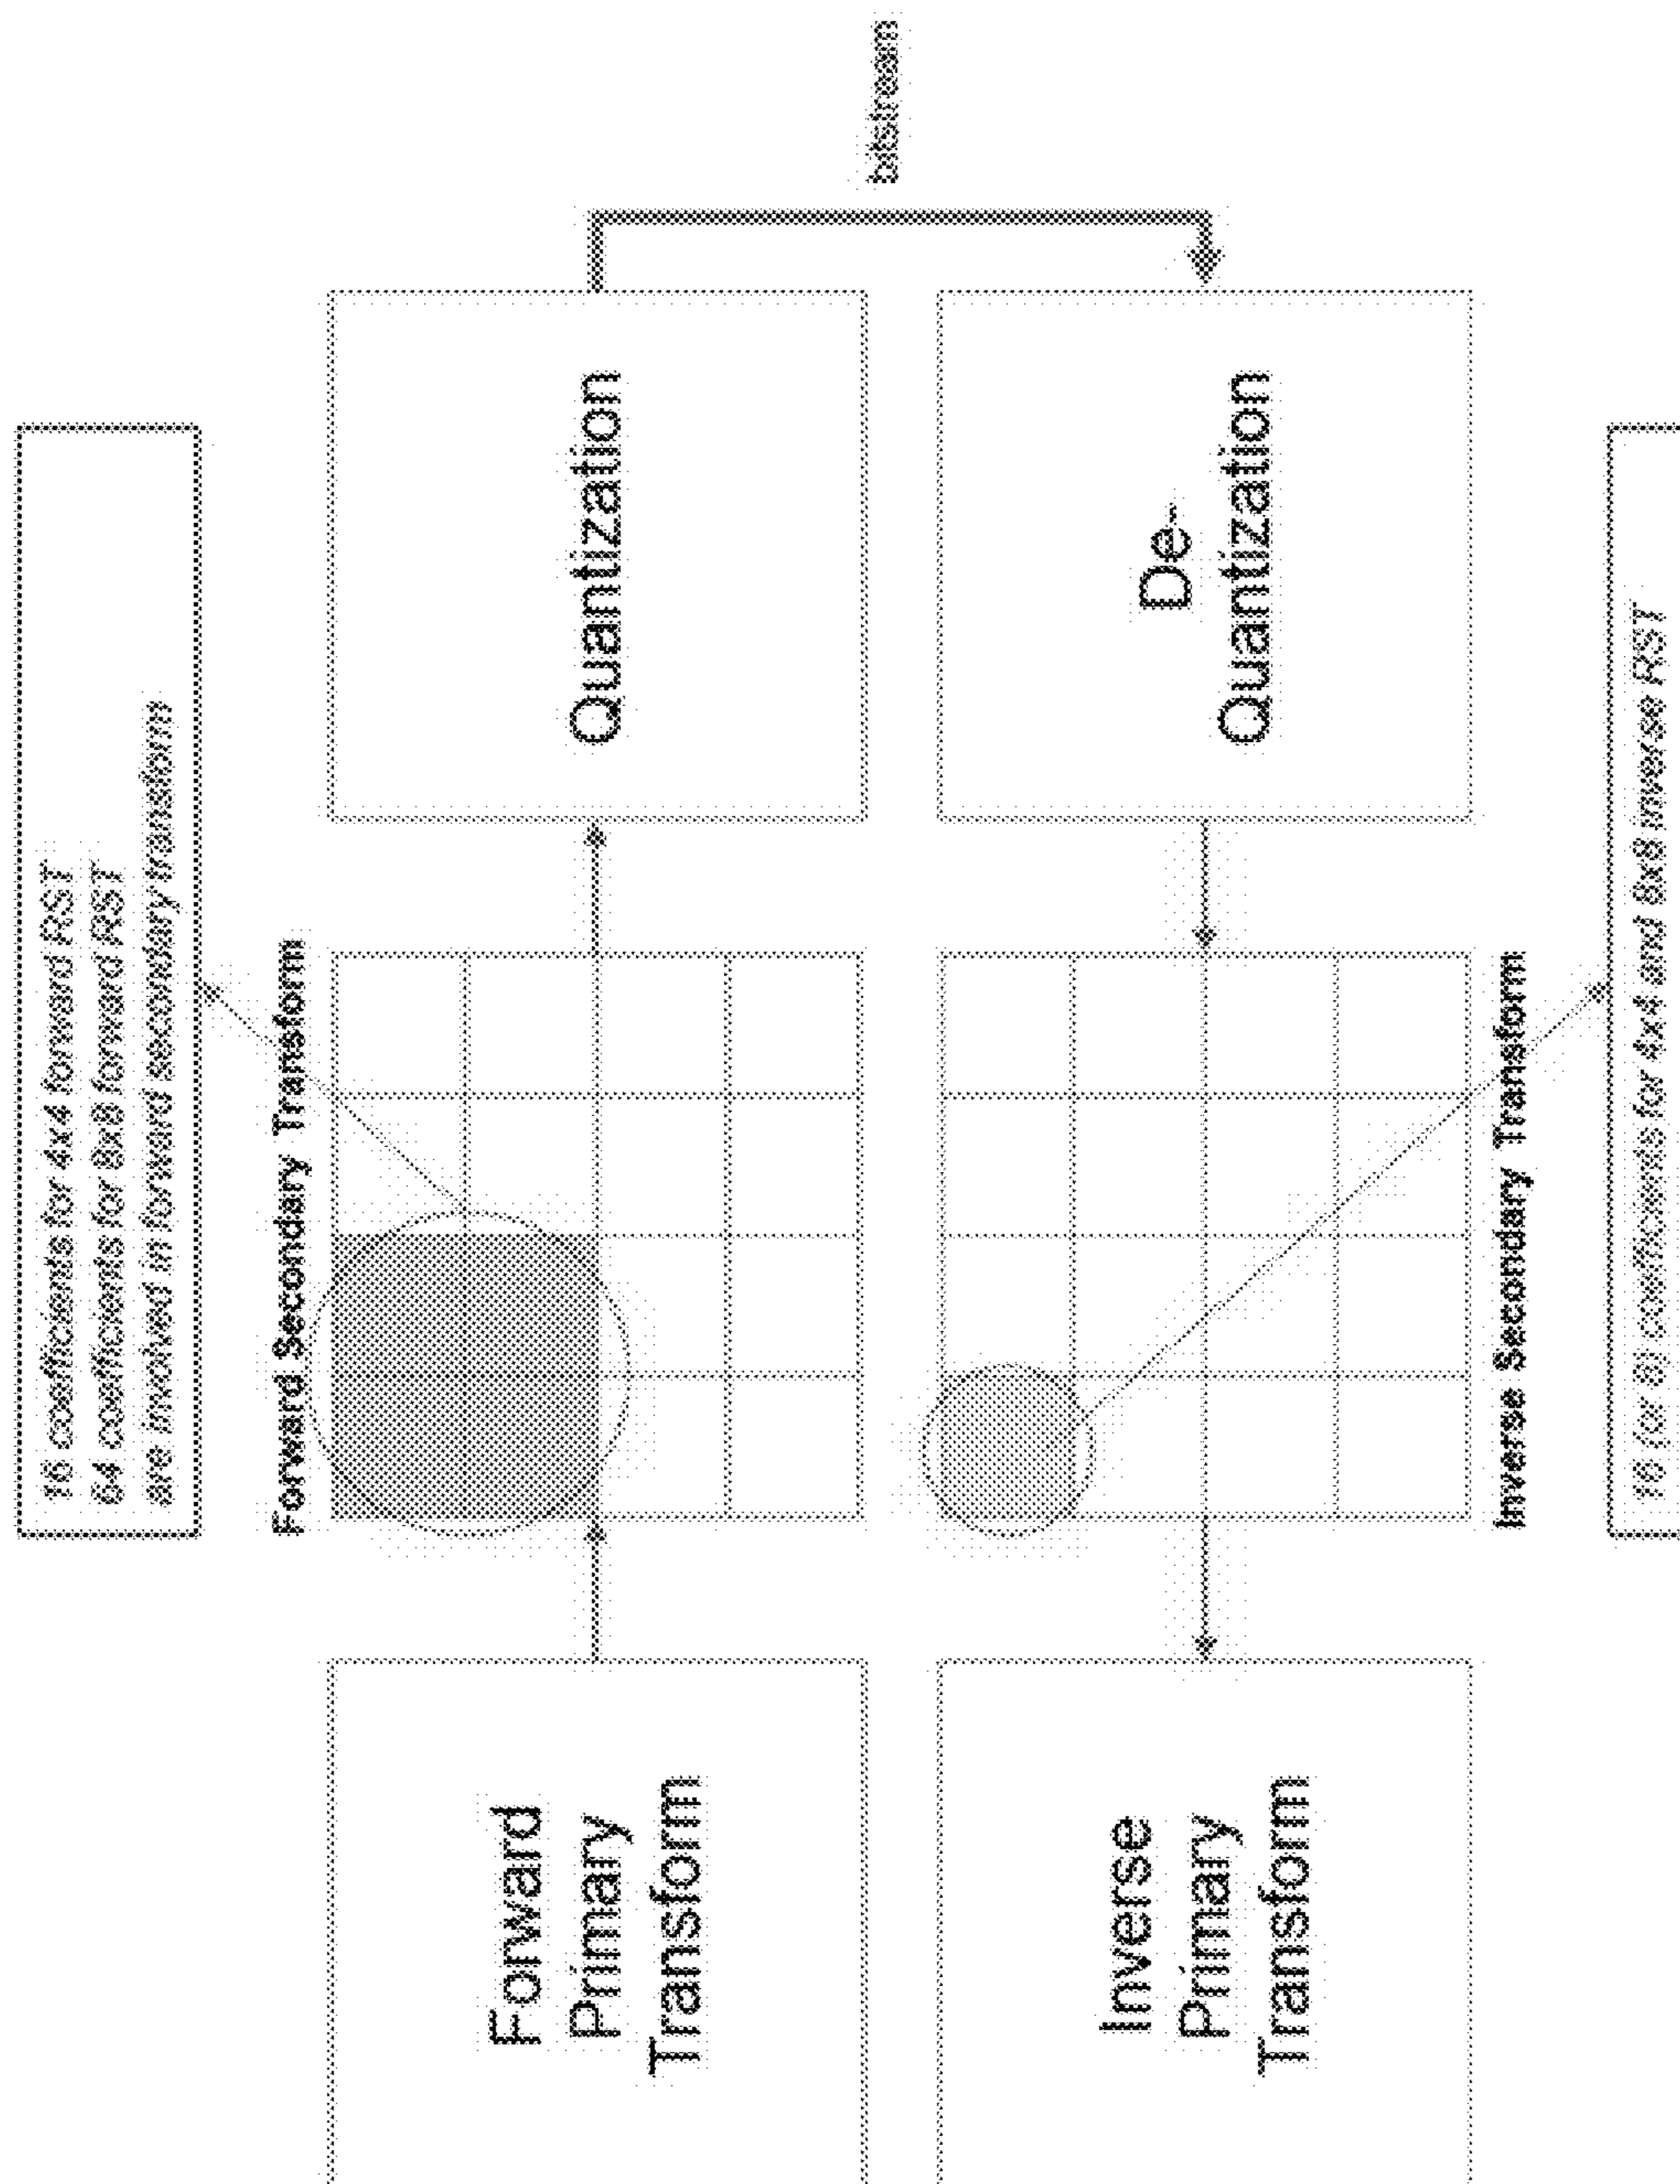 16 coefficients for 4x4 forward RST
64 coefficients for 8x8 forward RST
are involved in forward secondary transform
Forward Secondary Transform
Forward
Primary
Transform
Quantization
bitstream
Inverse
Primary
Transform
De-
Quantization
Inverse Secondary Transform
16 (or 8) coefficients for 4x4 and 8x8 inverse RST